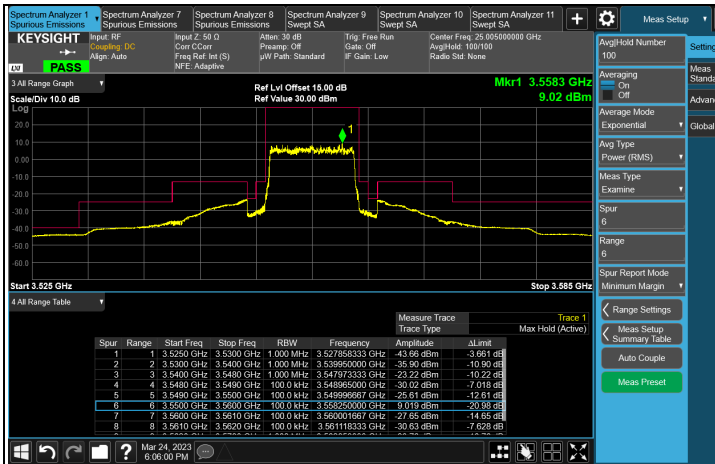 Spectrum Analyzer 1
Spurious Emissions
Spectrum Analyzer 7
Spurious Emissions
Spectrum Analyzer 8
Spurious Emissions
Spectrum Analyzer 9
Swept SA
Spectrum Analyzer 10
Swept SA
Spectrum Analyzer 11
Swept SA
Meas Setup
KEYSIGHT
LXI
PASS
Input: RF
Coupling: DC
Align: Auto
Input Z: 50 Ω
Corr CCorr
Freq Ref: Int (S)
NFE: Adaptive
Atten: 30 dB
Preamp: Off
µW Path: Standard
Trig: Free Run
Gate: Off
IF Gain: Low
Center Freq: 25.005000000 GHz
Avg|Hold: 100/100
Radio Std: None
3 All Range Graph
Scale/Div 10.0 dB
Ref Lvl Offset 15.00 dB
Ref Value 30.00 dBm
Mkr1 3.5583 GHz
9.02 dBm
Log
20.0
10.0
0.00
-10.0
-20.0
-30.0
-40.0
-50.0
-60.0
1
Start 3.525 GHz
Stop 3.585 GHz
4 All Range Table
Measure Trace Trace 1
Trace Type Max Hold (Active)
Spur Range Start Freq Stop Freq RBW Frequency Amplitude ΔLimit
1 1 3.5250 GHz 3.5300 GHz 1.000 MHz 3.527858333 GHz -43.66 dBm -3.661 dB
2 2 3.5300 GHz 3.5400 GHz 1.000 MHz 3.539950000 GHz -35.90 dBm -10.90 dB
3 3 3.5400 GHz 3.5480 GHz 1.000 MHz 3.547973333 GHz -23.22 dBm -10.22 dB
4 4 3.5480 GHz 3.5490 GHz 100.0 kHz 3.548965000 GHz -30.02 dBm -7.018 dB
5 5 3.5490 GHz 3.5500 GHz 100.0 kHz 3.549996667 GHz -25.61 dBm -12.61 dB
6 6 3.5500 GHz 3.5600 GHz 100.0 kHz 3.558250000 GHz 9.019 dBm -20.98 dB
7 7 3.5600 GHz 3.5610 GHz 100.0 kHz 3.560001667 GHz -27.65 dBm -14.65 dB
8 8 3.5610 GHz 3.5620 GHz 100.0 kHz 3.561118333 GHz -30.63 dBm -7.628 dB
Avg|Hold Number
100
Averaging
On
Off
Average Mode
Exponential
Avg Type
Power (RMS)
Meas Type
Examine
Spur
6
Range
6
Spur Report Mode
Minimum Margin
Range Settings
Meas Setup
Summary Table
Auto Couple
Meas Preset
Setting
Meas
Standa
Advan
Global
Mar 24, 2023
6:06:00 PM